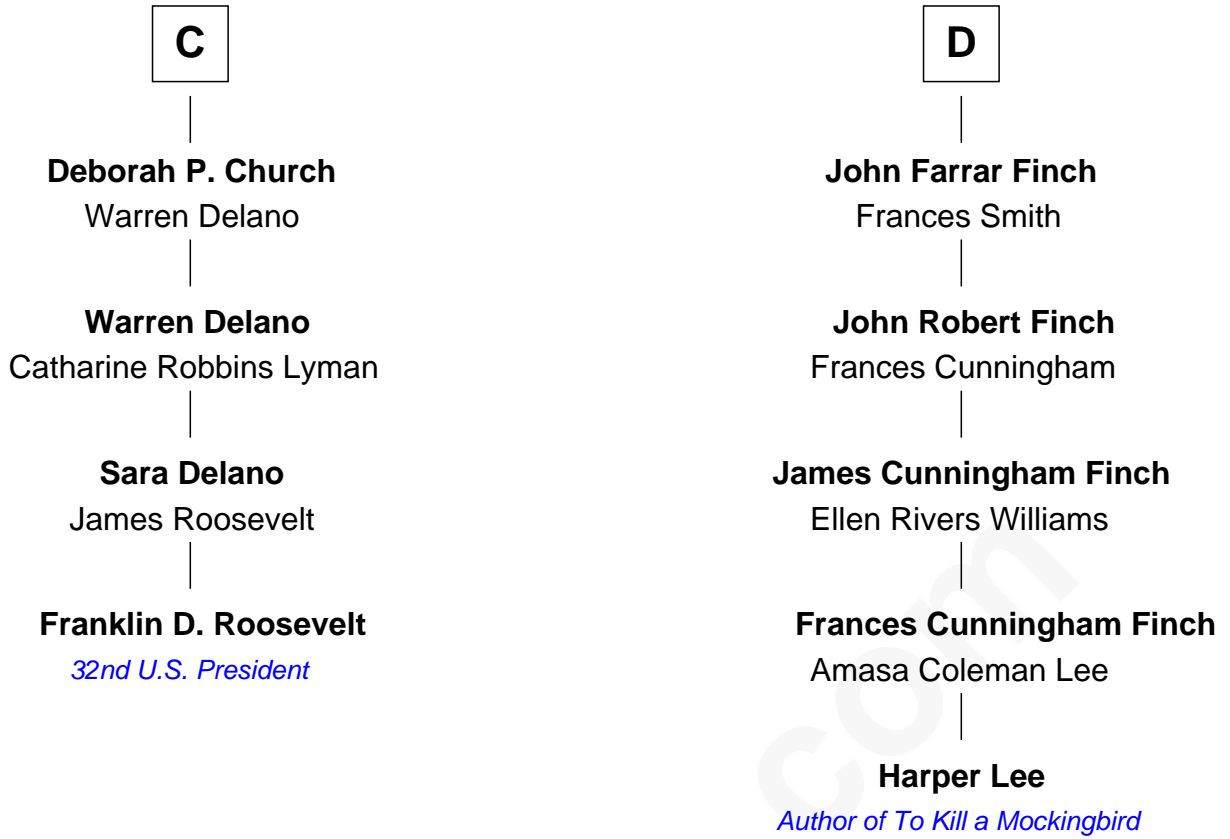 C
Deborah P. Church
Warren Delano
Warren Delano
Catharine Robbins Lyman
Sara Delano
James Roosevelt
Franklin D. Roosevelt
32nd U.S. President
D
John Farrar Finch
Frances Smith
John Robert Finch
Frances Cunningham
James Cunningham Finch
Ellen Rivers Williams
Frances Cunningham Finch
Amasa Coleman Lee
Harper Lee
Author of To Kill a Mockingbird
com